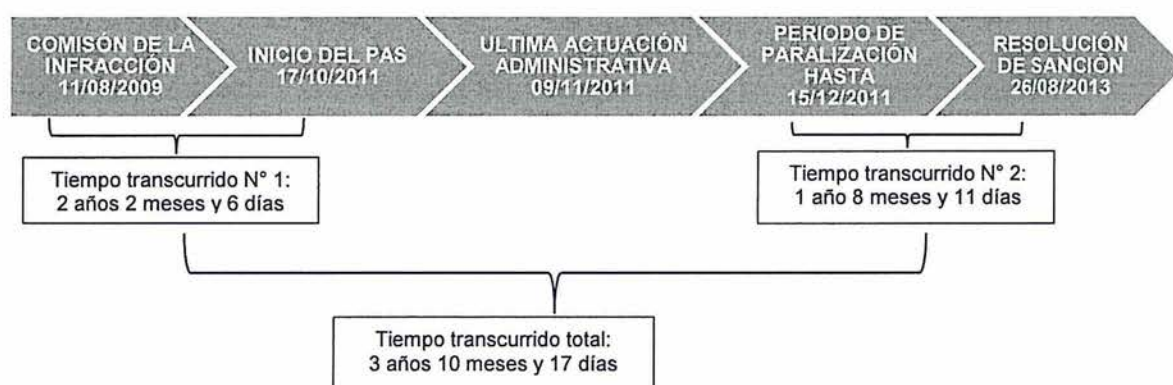 COMISÓN DE LA
INFRACCIÓN
11/08/2009
INICIO DEL PAS
17/10/2011
ULTIMA ACTUACIÓN
ADMINISTRATIVA
09/11/2011
PERIODO DE
PARALIZACIÓN
HASTA
15/12/2011
RESOLUCIÓN
DE SANCIÓN
26/08/2013
Tiempo transcurrido N° 1:
2 años 2 meses y 6 días
Tiempo transcurrido N° 2:
1 año 8 meses y 11 días
Tiempo transcurrido total:
3 años 10 meses y 17 días